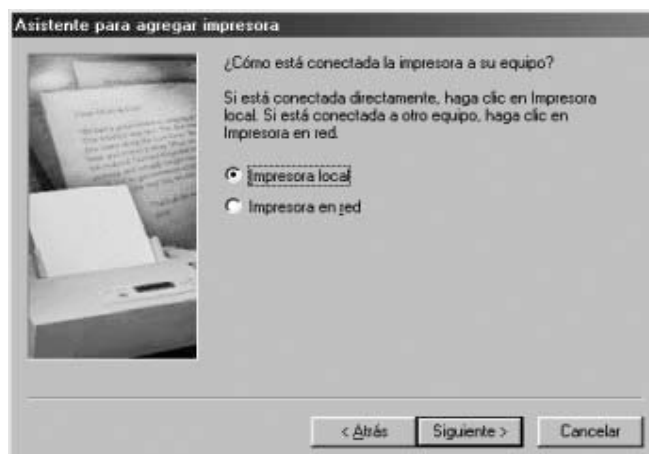 Asistente para agregar impresora
¿Cómo está conectada la impresora a su equipo?
Si está conectada directamente, haga clic en Impresora
local. Si está conectada a otro equipo, haga clic en
Impresora en red.
Impresora local
Impresora en red
< Atrás
Siguiente >
Cancelar